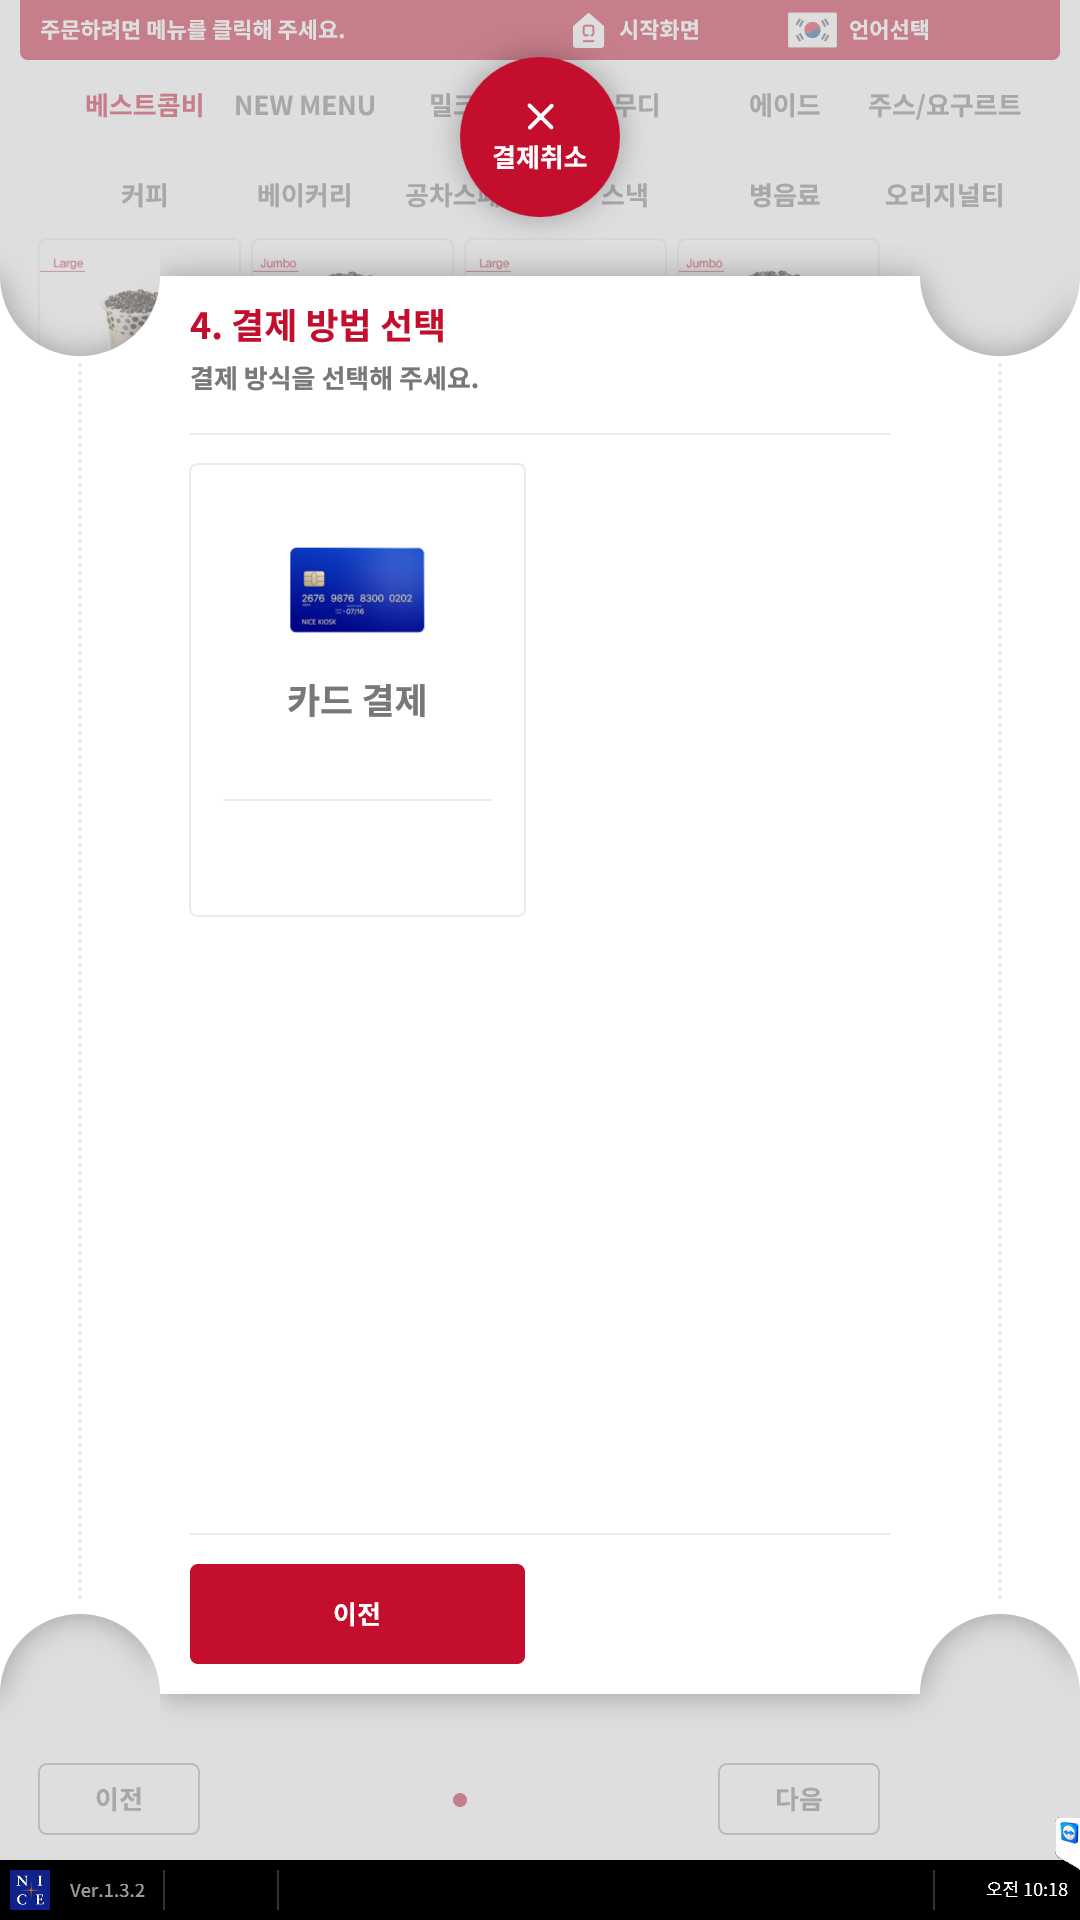 주문하려면 메뉴를 클릭해 주세요. 시작화면 언어선택
베스트콤비 NEW MENU 밀크 무디 에이드 주스/요구르트
결제취소
커피 베이커리 공차스페 스낵 병음료 오리지널티
Large Jumbo Large Jumbo
4. 결제 방법 선택
결제 방식을 선택해 주세요.
2676 9876 8300 0202
07/16
NICE KIOSK
카드 결제
이전
이전 다음
NICE Ver.1.3.2 오전 10:18